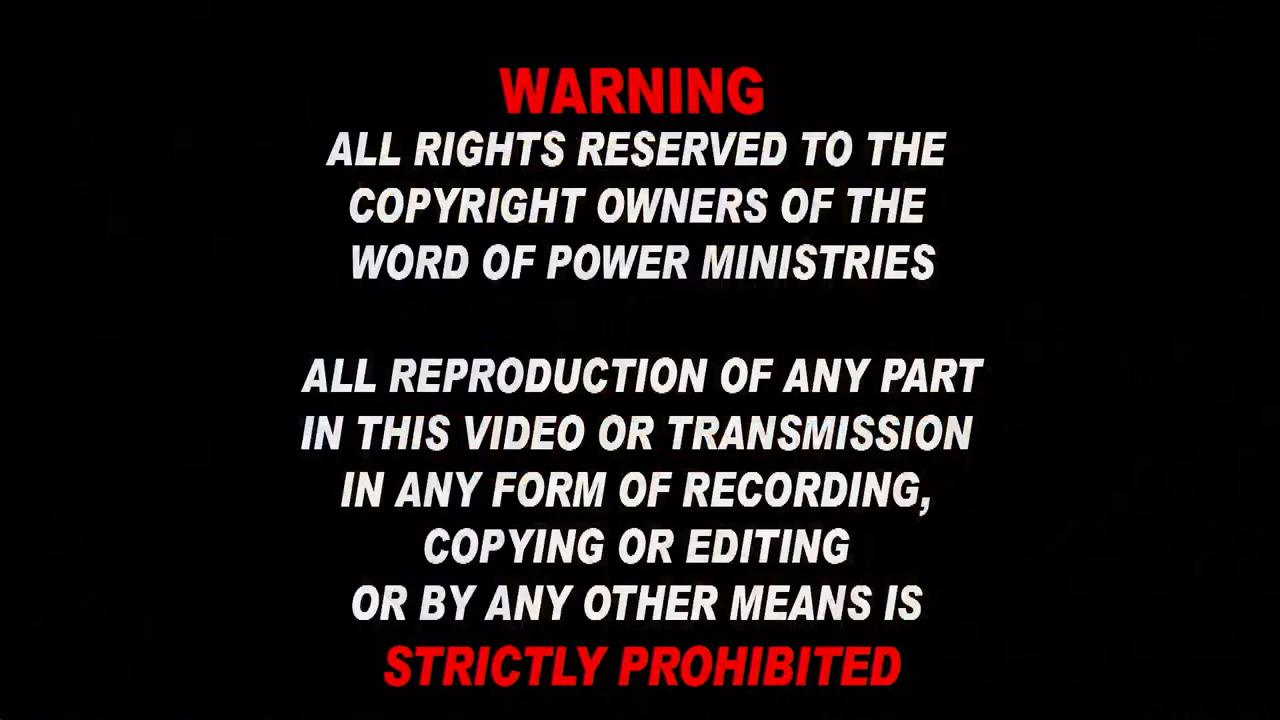 WARNING
ALL RIGHTS RESERVED TO THE
COPYRIGHT OWNERS OF THE
WORD OF POWER MINISTRIES
ALL REPRODUCTION OF ANY PART
IN THIS VIDEO OR TRANSMISSION
IN ANY FORM OF RECORDING,
COPYING OR EDITING
OR BY ANY OTHER MEANS IS
STRICTLY PROHIBITED